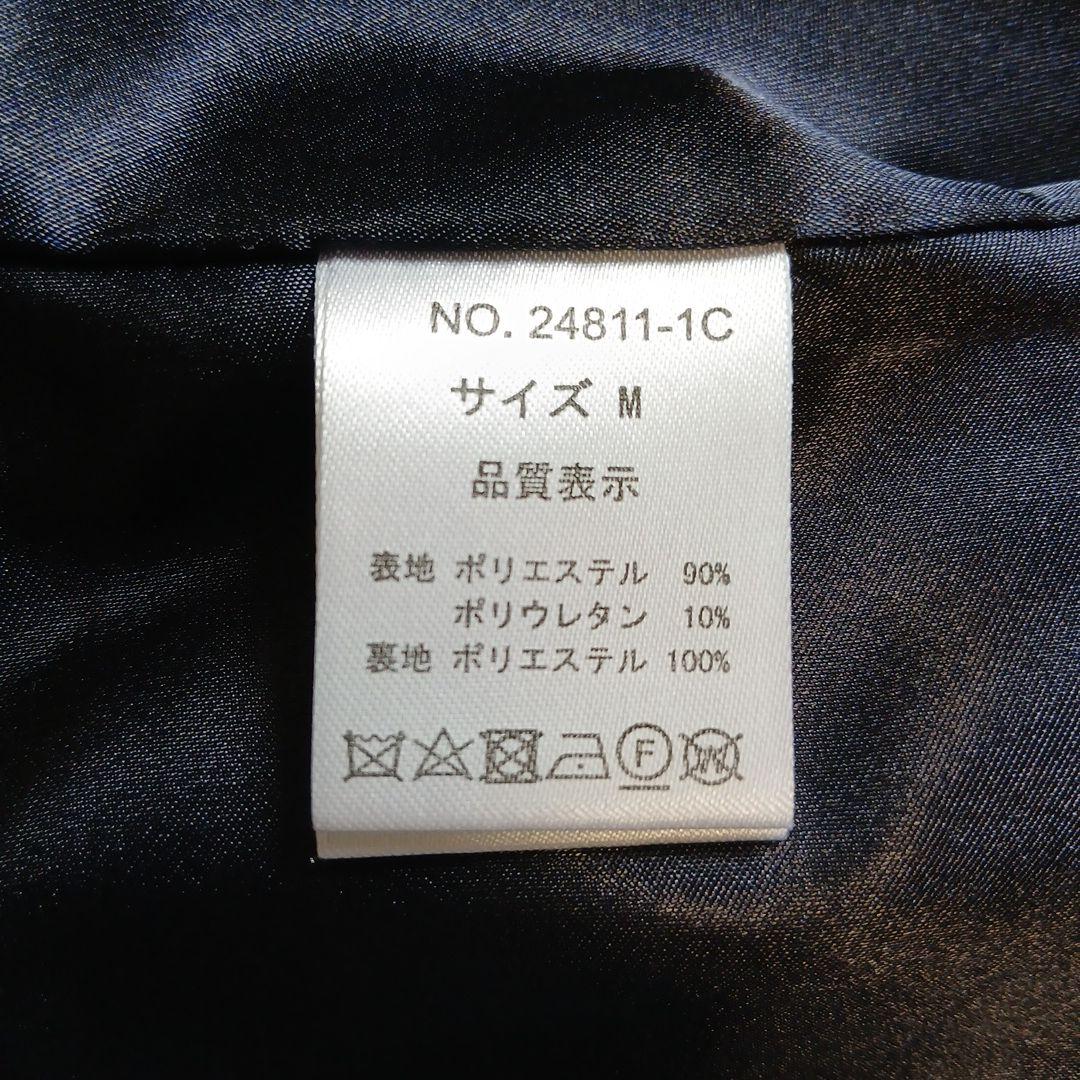 NO. 24811-1C
サイズ M
品質表示
表地 ポリエステル 90%
ポリウレタン 10%
裏地 ポリエステル 100%
F W